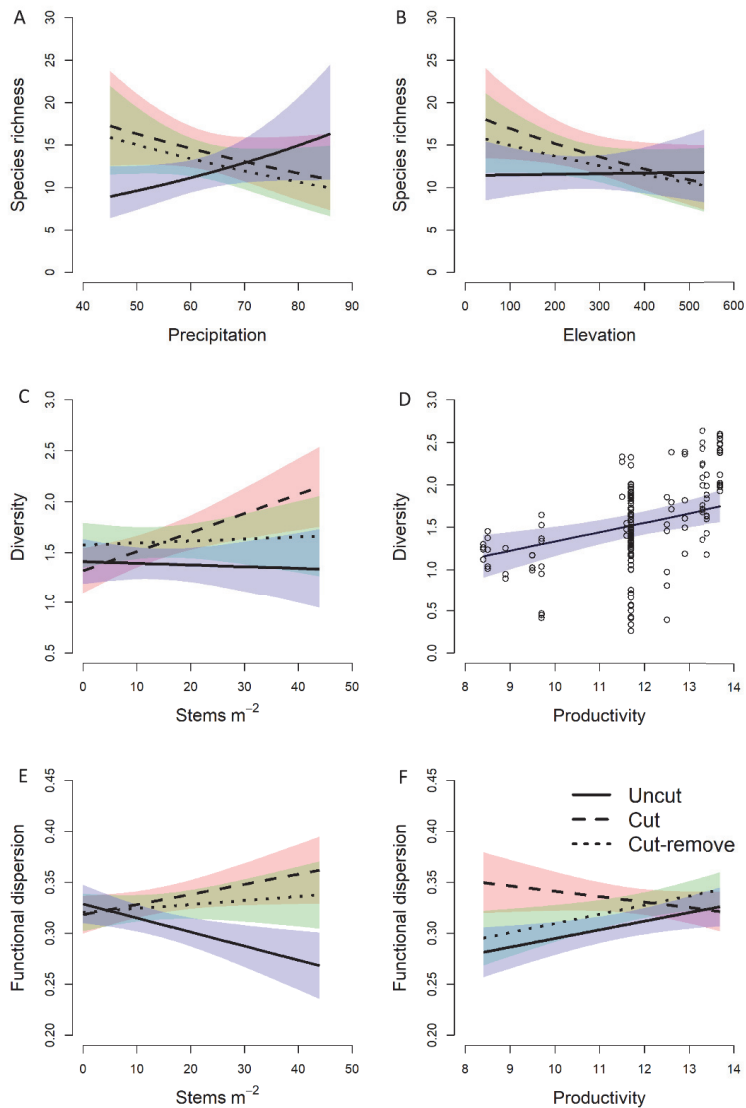 A
B
30
25
20
15
10
5
0
Species richness
40 50 60 70 80 90
Precipitation
30
25
20
15
10
5
0
Species richness
0 100 200 300 400 500 600
Elevation
C
D
3.0
2.5
2.0
1.5
1.0
0.5
Diversity
0 10 20 30 40 50
Stems m⁻²
3.0
2.5
2.0
1.5
1.0
0.5
0.0
Diversity
8 9 10 11 12 13 14
Productivity
E
F
0.45
0.40
0.35
0.30
0.25
0.20
Functional dispersion
0 10 20 30 40 50
Stems m⁻²
0.45
0.40
0.35
0.30
0.25
0.20
Functional dispersion
Uncut
Cut
Cut-remove
8 9 10 11 12 13 14
Productivity